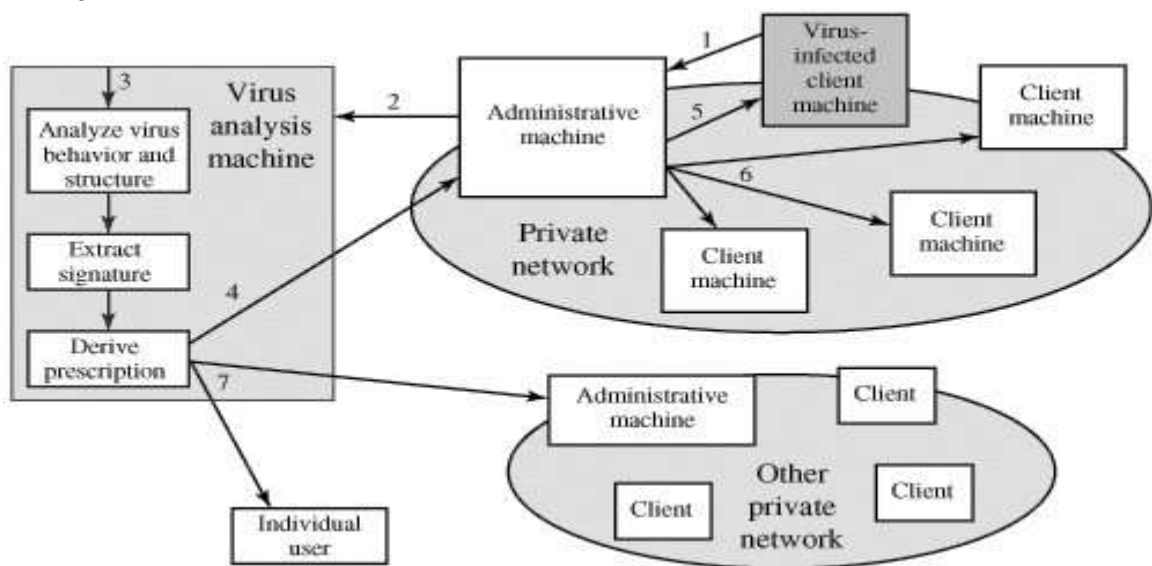 3
Virus
analysis
machine
Analyze virus
behavior and
structure
Extract
signature
Derive
prescription
2
4
7
1
5
6
Administrative
machine
Virus-
infected
client
machine
Client
machine
Client
machine
Client
machine
Private
network
Individual
user
Administrative
machine
Client
Client
Client
Other
private
network